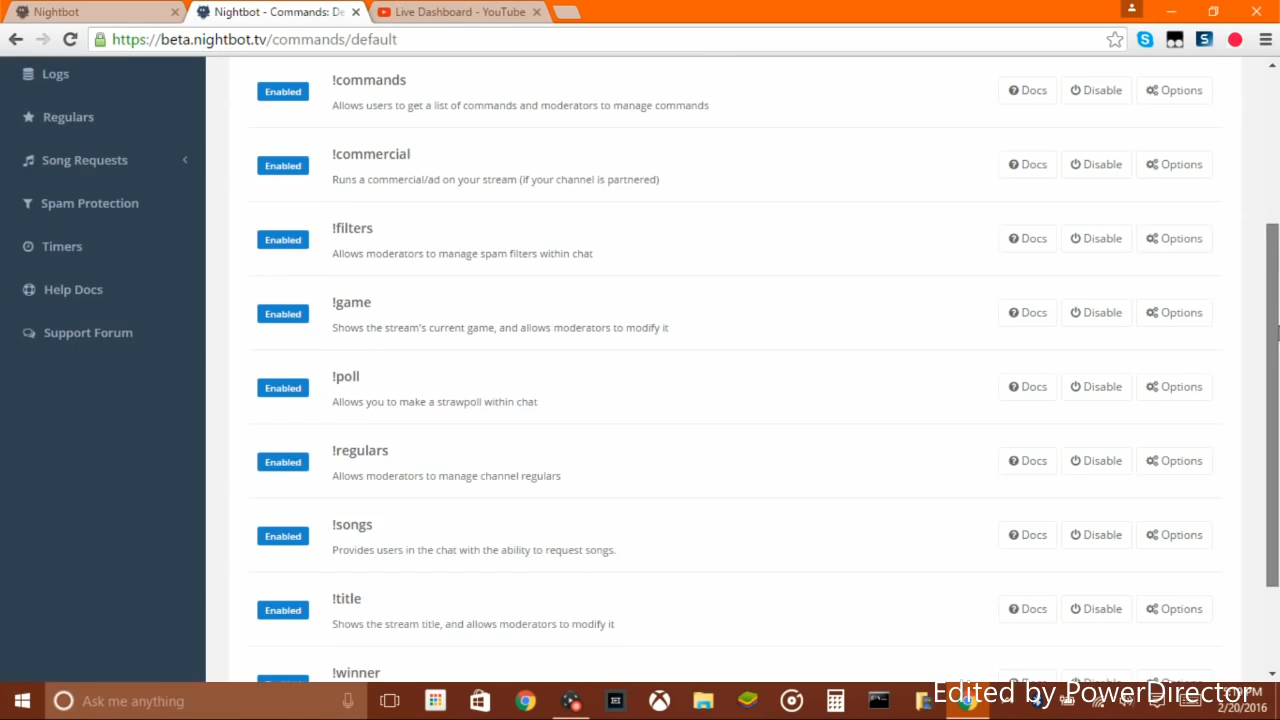 Nightbot
Nightbot - Commands: De
Live Dashboard - YouTube
https://beta.nightbot.tv/commands/default
Logs
Regulars
Song Requests
Spam Protection
Timers
Help Docs
Support Forum
Enabled
!commands
Allows users to get a list of commands and moderators to manage commands
Docs
Disable
Options
Enabled
!commercial
Runs a commercial/ad on your stream (if your channel is partnered)
Docs
Disable
Options
Enabled
!filters
Allows moderators to manage spam filters within chat
Docs
Disable
Options
Enabled
!game
Shows the stream's current game, and allows moderators to modify it
Docs
Disable
Options
Enabled
!poll
Allows you to make a strawpoll within chat
Docs
Disable
Options
Enabled
!regulars
Allows moderators to manage channel regulars
Docs
Disable
Options
Enabled
!songs
Provides users in the chat with the ability to request songs.
Docs
Disable
Options
Enabled
!title
Shows the stream title, and allows moderators to modify it
Docs
Disable
Options
!winner
Ask me anything
Edited by PowerDirector
2/20/2016